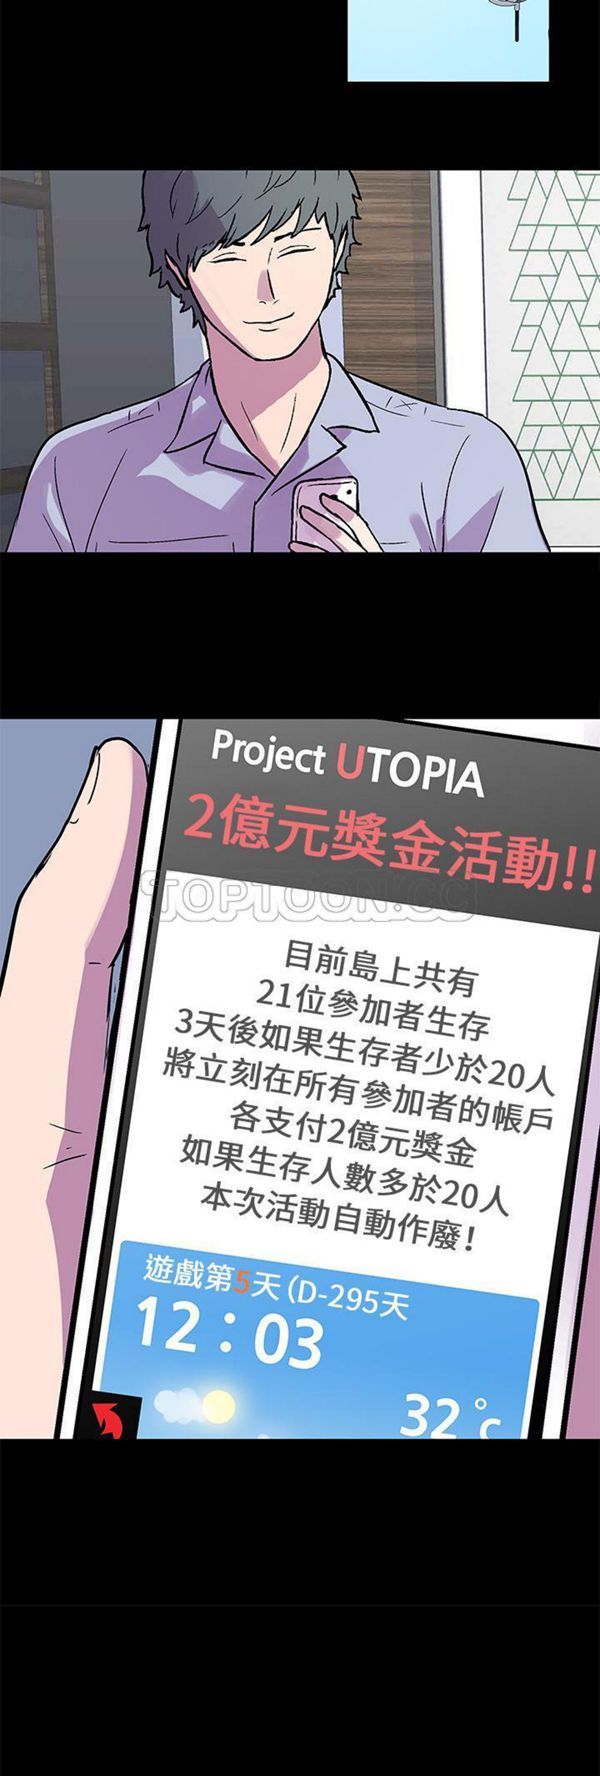 Project UTOPIA
2億元獎金活動!!
TOPTOON.CC
目前島上共有
21位參加者生存
3天後如果生存者少於20人
將立刻在所有參加者的帳戶
各支付2億元獎金
如果生存人數多於20人
本次活動自動作廢!
遊戲第5天 (D-295天
12:03
32℃